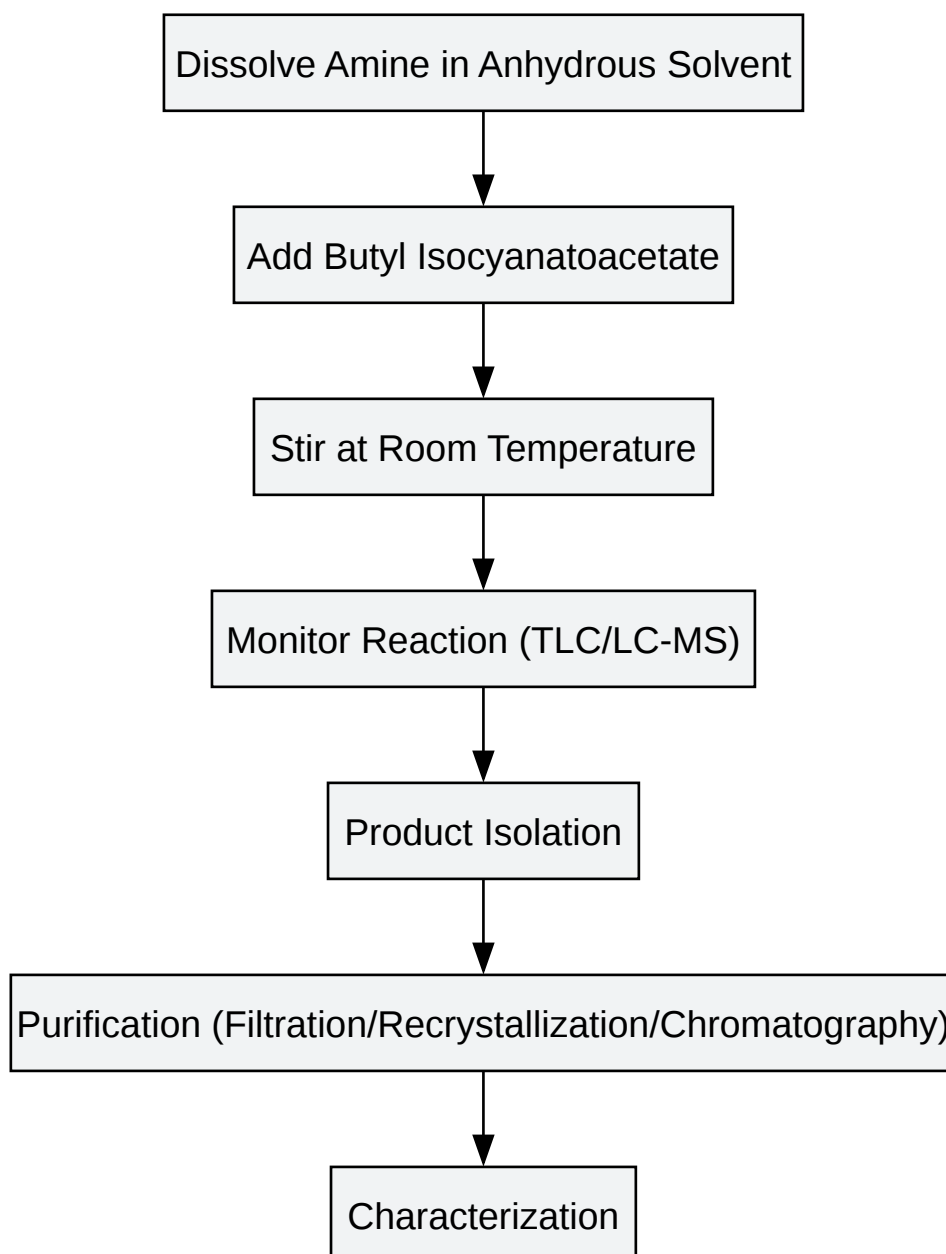 Dissolve Amine in Anhydrous Solvent
Add Butyl Isocyanatoacetate
Stir at Room Temperature
Monitor Reaction (TLC/LC-MS)
Product Isolation
Purification (Filtration/Recrystallization/Chromatography)
Characterization